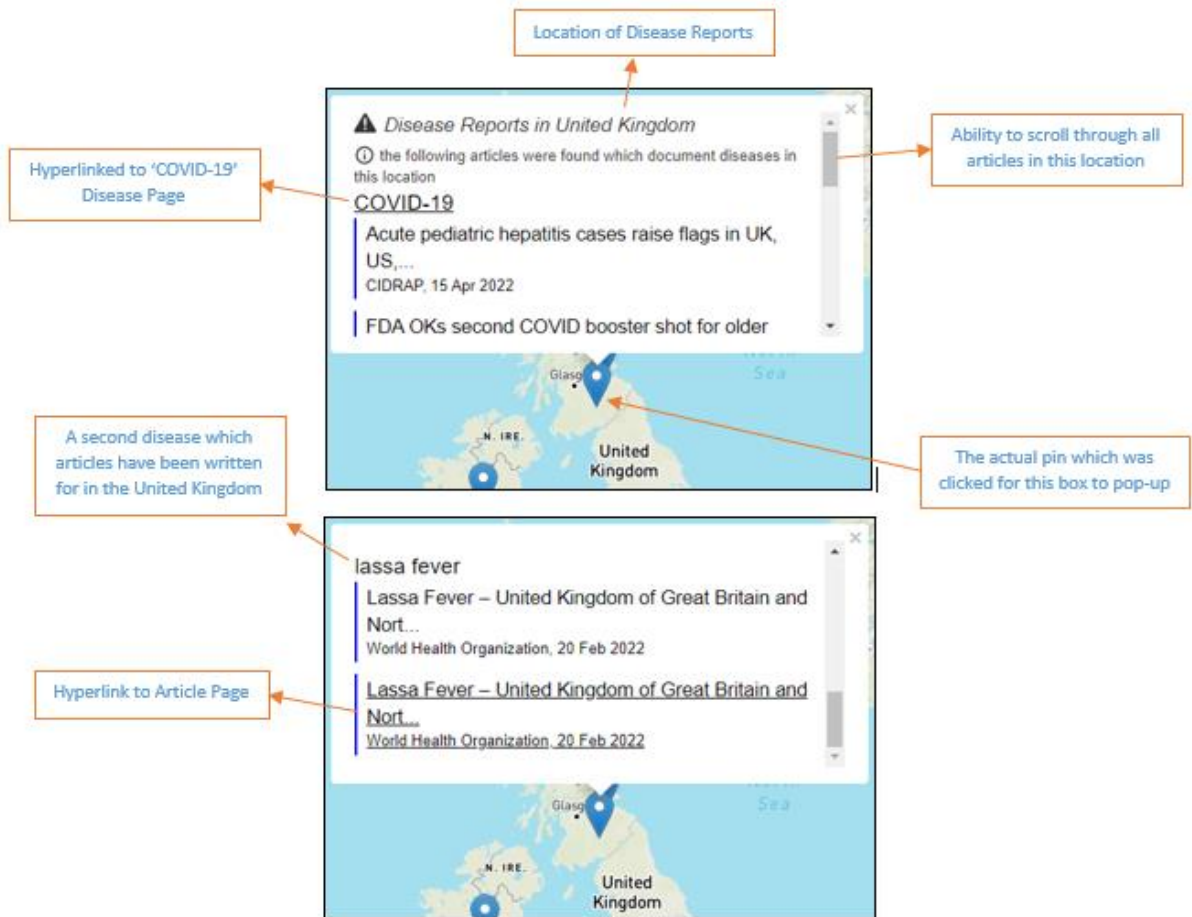 Location of Disease Reports
Disease Reports in United Kingdom
the following articles were found which document diseases in
this location
COVID-19
Acute pediatric hepatitis cases raise flags in UK,
US,...
CIDRAP, 15 Apr 2022
FDA OKs second COVID booster shot for older
Ability to scroll through all
articles in this location
Hyperlinked to ‘COVID-19’
Disease Page
Glasg
Sea
N. IRE.
United
Kingdom
The actual pin which was
clicked for this box to pop-up
A second disease which
articles have been written
for in the United Kingdom
lassa fever
Lassa Fever – United Kingdom of Great Britain and
Nort...
World Health Organization, 20 Feb 2022
Lassa Fever – United Kingdom of Great Britain and
Nort...
World Health Organization, 20 Feb 2022
Hyperlink to Article Page
Glasg
Sea
N. IRE.
United
Kingdom